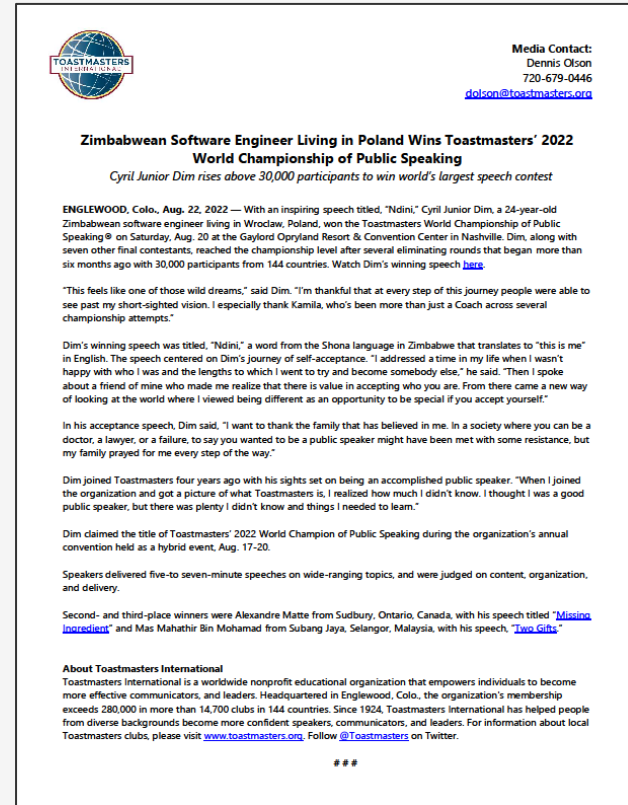 TOASTMASTERS
INTERNATIONAL
Media Contact:
Dennis Olson
720-679-0446
dolson@toastmasters.org
Zimbabwean Software Engineer Living in Poland Wins Toastmasters’ 2022
World Championship of Public Speaking
Cyril Junior Dim rises above 30,000 participants to win world’s largest speech contest
ENGLEWOOD, Colo., Aug. 22, 2022 — With an inspiring speech titled, “Ndini,” Cyril Junior Dim, a 24-year-old
Zimbabwean software engineer living in Wroclaw, Poland, won the Toastmasters World Championship of Public
Speaking® on Saturday, Aug. 20 at the Gaylord Opryland Resort & Convention Center in Nashville. Dim, along with
seven other final contestants, reached the championship level after several eliminating rounds that began more than
six months ago with 30,000 participants from 144 countries. Watch Dim’s winning speech here.
“This feels like one of those wild dreams,” said Dim. “I’m thankful that at every step of this journey people were able to
see past my short-sighted vision. I especially thank Kamila, who’s been more than just a Coach across several
championship attempts.”
Dim’s winning speech was titled, “Ndini,” a word from the Shona language in Zimbabwe that translates to “this is me”
in English. The speech centered on Dim’s journey of self-acceptance. “I addressed a time in my life when I wasn’t
happy with who I was and the lengths to which I went to try and become somebody else,” he said. “Then I spoke
about a friend of mine who made me realize that there is value in accepting who you are. From there came a new way
of looking at the world where I viewed being different as an opportunity to be special if you accept yourself.”
In his acceptance speech, Dim said, “I want to thank the family that has believed in me. In a society where you can be a
doctor, a lawyer, or a failure, to say you wanted to be a public speaker might have been met with some resistance, but
my family prayed for me every step of the way.”
Dim joined Toastmasters four years ago with his sights set on being an accomplished public speaker. “When I joined
the organization and got a picture of what Toastmasters is, I realized how much I didn’t know. I thought I was a good
public speaker, but there was plenty I didn’t know and things I needed to learn.”
Dim claimed the title of Toastmasters’ 2022 World Champion of Public Speaking during the organization’s annual
convention held as a hybrid event, Aug. 17-20.
Speakers delivered five-to seven-minute speeches on wide-ranging topics, and were judged on content, organization,
and delivery.
Second- and third-place winners were Alexandre Matte from Sudbury, Ontario, Canada, with his speech titled “Missing
Ingredient” and Mas Mahathir Bin Mohamad from Subang Jaya, Selangor, Malaysia, with his speech, “Two Gifts.”
About Toastmasters International
Toastmasters International is a worldwide nonprofit educational organization that empowers individuals to become
more effective communicators, and leaders. Headquartered in Englewood, Colo., the organization’s membership
exceeds 280,000 in more than 14,700 clubs in 144 countries. Since 1924, Toastmasters International has helped people
from diverse backgrounds become more confident speakers, communicators, and leaders. For information about local
Toastmasters clubs, please visit www.toastmasters.org. Follow @Toastmasters on Twitter.
# # #